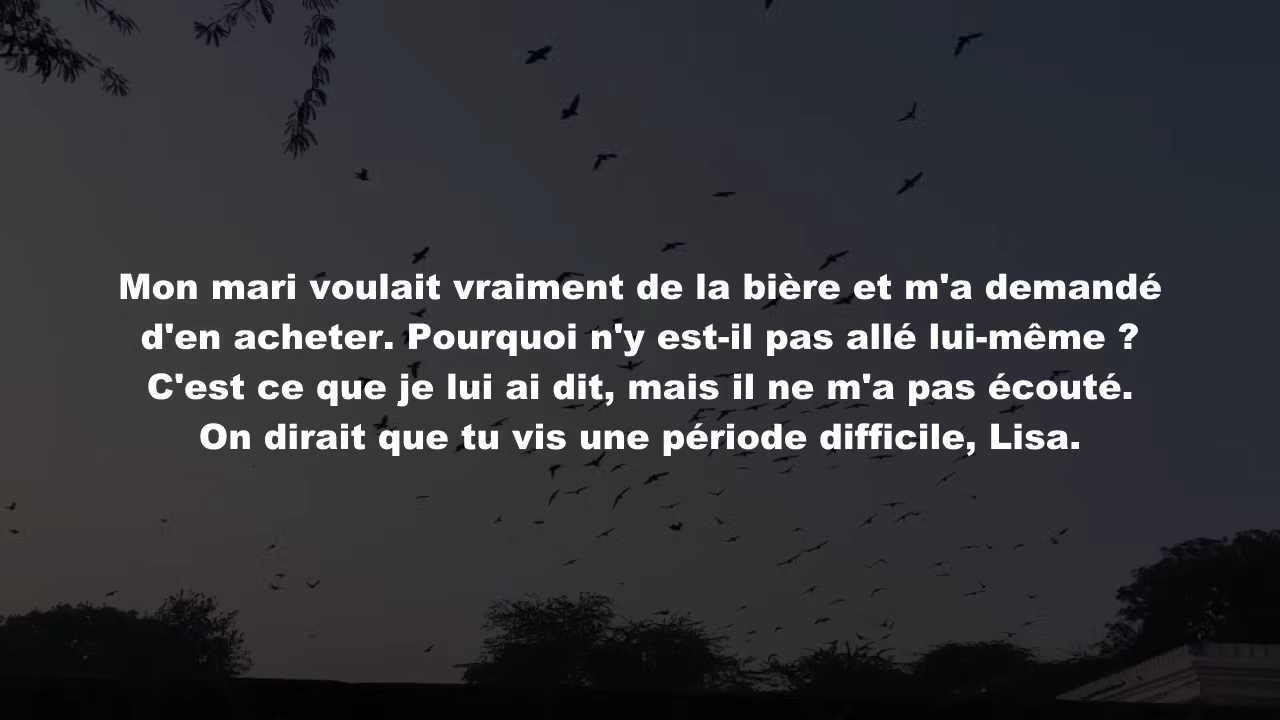 Mon mari voulait vraiment de la bière et m'a demandé
d'en acheter. Pourquoi n'y est-il pas allé lui-même ?
C'est ce que je lui ai dit, mais il ne m'a pas écouté.
On dirait que tu vis une période difficile, Lisa.